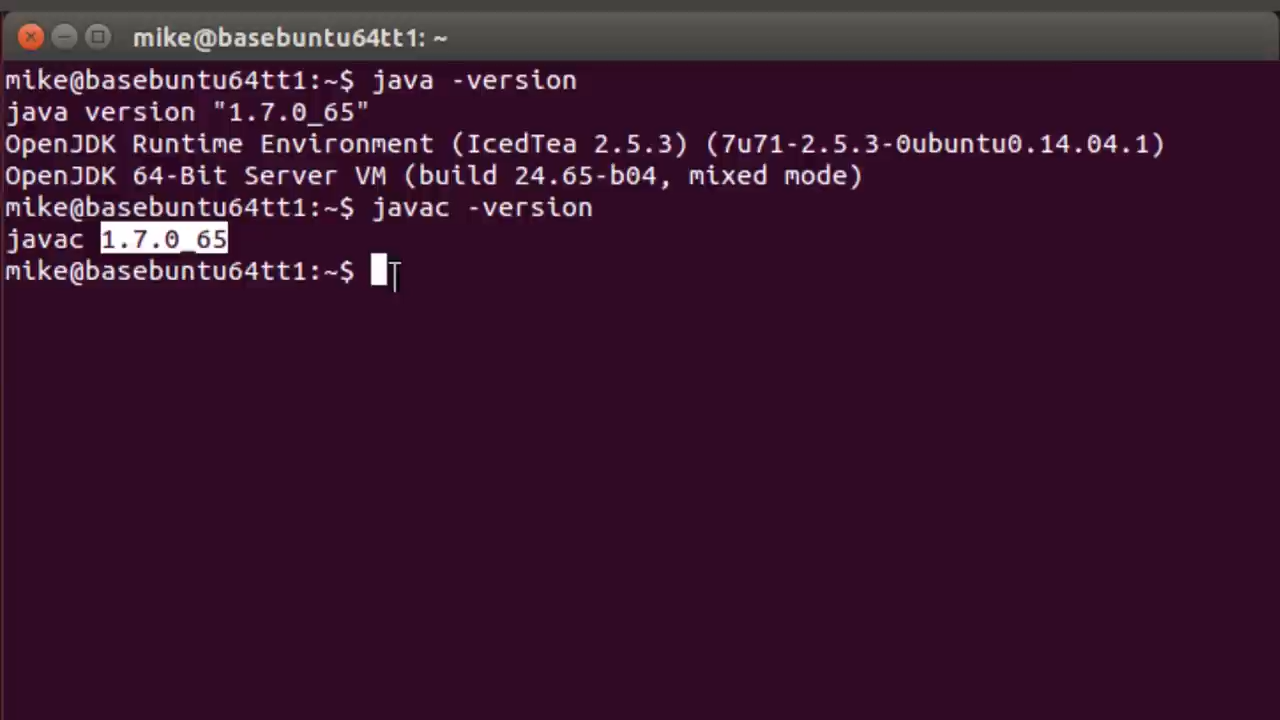 mike@basebuntu64tt1: ~
mike@basebuntu64tt1:~$ java -version
java version "1.7.0_65"
OpenJDK Runtime Environment (IcedTea 2.5.3) (7u71-2.5.3-0ubuntu0.14.04.1)
OpenJDK 64-Bit Server VM (build 24.65-b04, mixed mode)
mike@basebuntu64tt1:~$ javac -version
javac 1.7.0_65
mike@basebuntu64tt1:~$